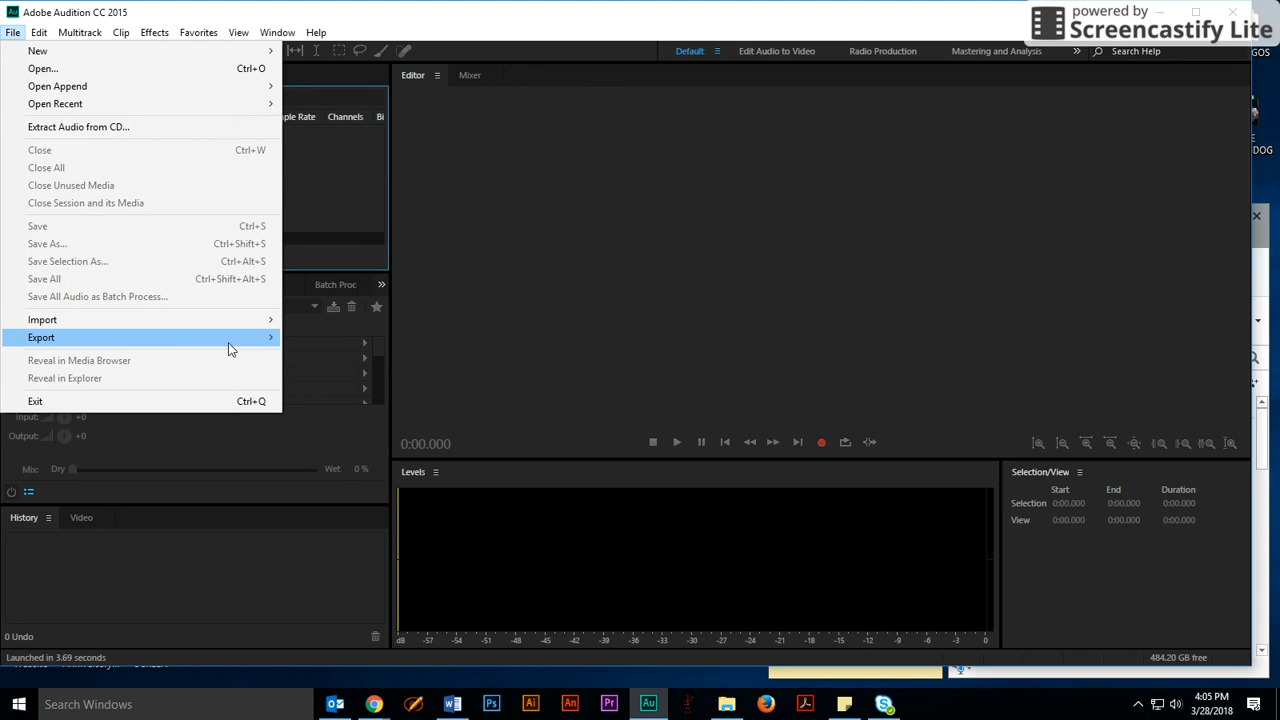 Adobe Audition CC 2015
powered by
Screencastify Lite
File Edit Multitrack Clip Effects Favorites View Window Help
Default Edit Audio to Video Radio Production Mastering and Analysis » Search Help
New
Open... Ctrl+O
Open Append
Open Recent
Extract Audio from CD...
Close Ctrl+W
Close All
Close Unused Media
Close Session and its Media
Save Ctrl+S
Save As... Ctrl+Shift+S
Save Selection As... Ctrl+Alt+S
Save All Ctrl+Shift+Alt+S
Save All Audio as Batch Process...
Import
Export
Reveal in Media Browser
Reveal in Explorer
Exit Ctrl+Q
ple Rate Channels Bi
Batch Proc »
Input: +0
Output: +0
Mix: Dry Wet 0 %
History Video
0 Undo
Launched in 3.69 seconds
Editor Mixer
0:00.000
Levels
dB -57 -54 -51 -48 -45 -42 -39 -36 -33 -30 -27 -24 -21 -18 -15 -12 -9 -6 -3 0
Selection/View
Start End Duration
Selection 0:00.000 0:00.000 0:00.000
View 0:00.000 0:00.000 0:00.000
484.20 GB free
GOS
DOG
Search Windows
Ps Ai An Pr Au
4:05 PM
3/28/2018